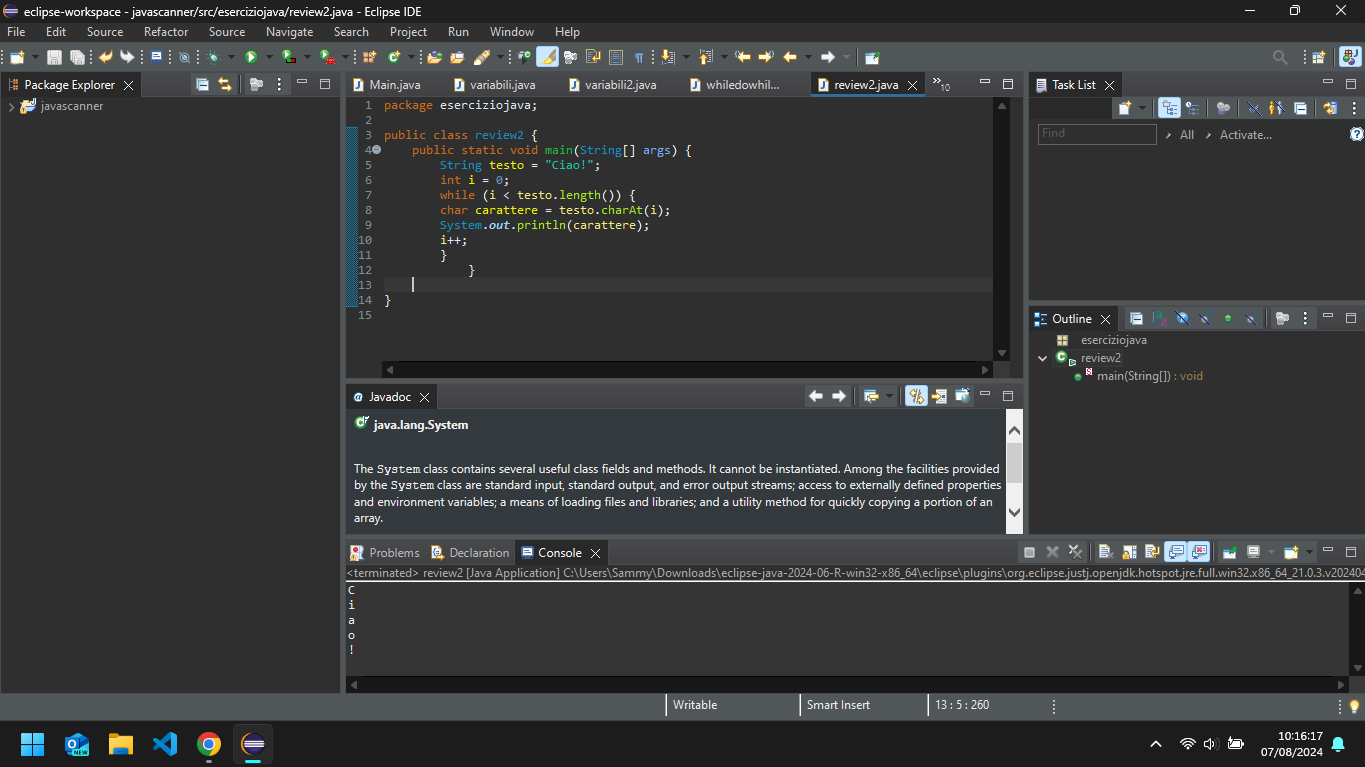 eclipse-workspace - javascanner/src/eserciziojava/review2.java - Eclipse IDE
File Edit Source Refactor Source Navigate Search Project Run Window Help
Package Explorer
javascanner
Main.java variabili.java variabili2.java whiledowhil... review2.java »10
1 package eserciziojava;
2
3 public class review2 {
4 public static void main(String[] args) {
5 String testo = "Ciao!";
6 int i = 0;
7 while (i < testo.length()) {
8 char carattere = testo.charAt(i);
9 System.out.println(carattere);
10 i++;
11 }
12 }
13
14 }
15
Task List
Find All Activate...
Outline
eserciziojava
review2
main(String[]) : void
Javadoc
java.lang.System
The System class contains several useful class fields and methods. It cannot be instantiated. Among the facilities provided
by the System class are standard input, standard output, and error output streams; access to externally defined properties
and environment variables; a means of loading files and libraries; and a utility method for quickly copying a portion of an
array.
Problems Declaration Console
<terminated> review2 [Java Application] C:\Users\Sammy\Downloads\eclipse-java-2024-06-R-win32-x86_64\eclipse\plugins\org.eclipse.justj.openjdk.hotspot.jre.full.win32.x86_64_21.0.3.v202404
C
i
a
o
!
Writable Smart Insert 13 : 5 : 260
NEW
10:16:17
07/08/2024